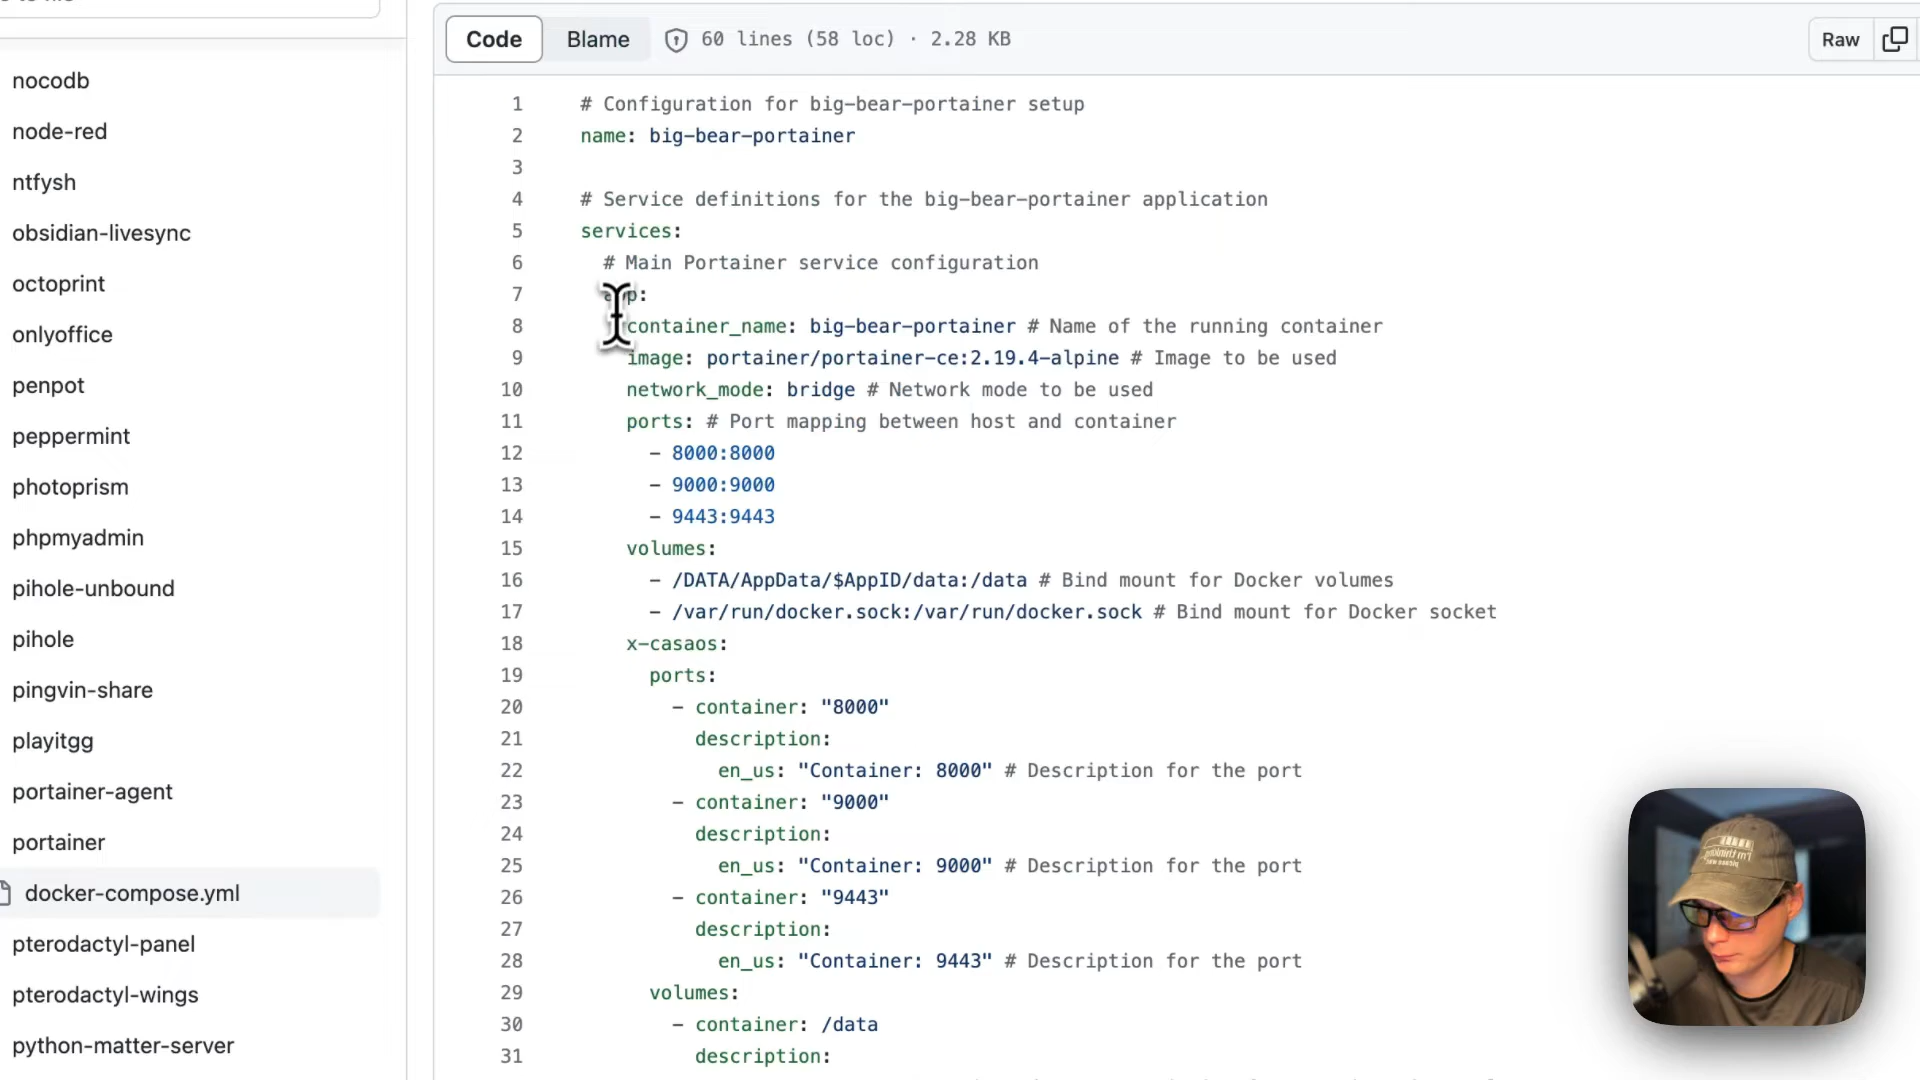 nocodb
node-red
ntfysh
obsidian-livesync
octoprint
onlyoffice
penpot
peppermint
photoprism
phpmyadmin
pihole-unbound
pihole
pingvin-share
playitgg
portainer-agent
portainer
docker-compose.yml
pterodactyl-panel
pterodactyl-wings
python-matter-server
Code Blame 60 lines (58 loc) · 2.28 KB Raw
1 # Configuration for big-bear-portainer setup
2 name: big-bear-portainer
3
4 # Service definitions for the big-bear-portainer application
5 services:
6 # Main Portainer service configuration
7 app:
8 container_name: big-bear-portainer # Name of the running container
9 image: portainer/portainer-ce:2.19.4-alpine # Image to be used
10 network_mode: bridge # Network mode to be used
11 ports: # Port mapping between host and container
12 - 8000:8000
13 - 9000:9000
14 - 9443:9443
15 volumes:
16 - /DATA/AppData/$AppID/data:/data # Bind mount for Docker volumes
17 - /var/run/docker.sock:/var/run/docker.sock # Bind mount for Docker socket
18 x-casaos:
19 ports:
20 - container: "8000"
21 description:
22 en_us: "Container: 8000" # Description for the port
23 - container: "9000"
24 description:
25 en_us: "Container: 9000" # Description for the port
26 - container: "9443"
27 description:
28 en_us: "Container: 9443" # Description for the port
29 volumes:
30 - container: /data
31 description: